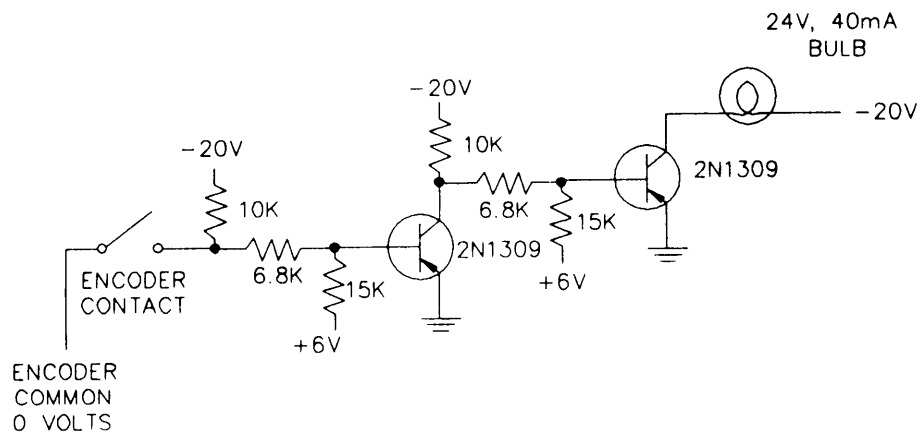 24V, 40mA
BULB
-20V
-20V
-20V
10K
2N1309
10K
6.8K
15K
2N1309
6.8K
15K
+6V
ENCODER
CONTACT
+6V
ENCODER
COMMON
0 VOLTS